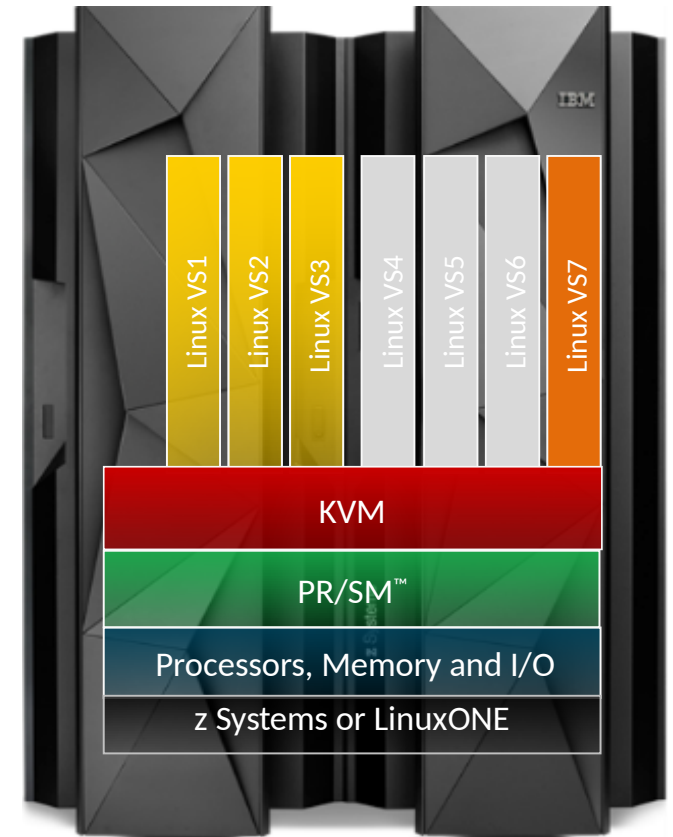 IBM
Linux VS1
Linux VS2
Linux VS3
Linux VS4
Linux VS5
Linux VS6
Linux VS7
KVM
PR/SM™
Processors, Memory and I/O
z Systems or LinuxONE